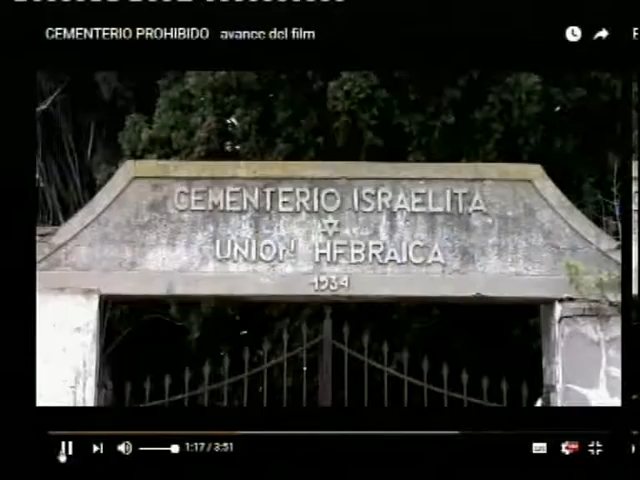 CEMENTERIO PROHIBIDO avance del film
CEMENTERIO ISRAELITA
UNION HEBRAICA
1934
1:17 / 3:51